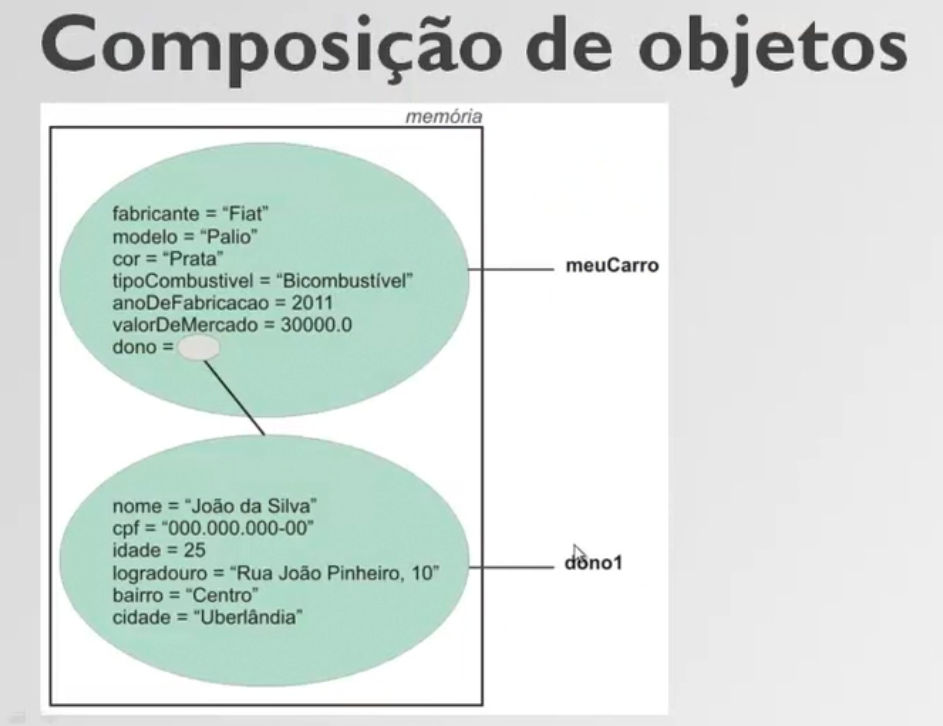 Composição de objetos
memória
fabricante = “Fiat”
modelo = “Palio”
cor = “Prata”
tipoCombustivel = “Bicombustível”
anoDeFabricacao = 2011
valorDeMercado = 30000.0
dono =
meuCarro
nome = “João da Silva”
cpf = “000.000.000-00”
idade = 25
logradouro = “Rua João Pinheiro, 10”
bairro = “Centro”
cidade = “Uberlândia”
dono1